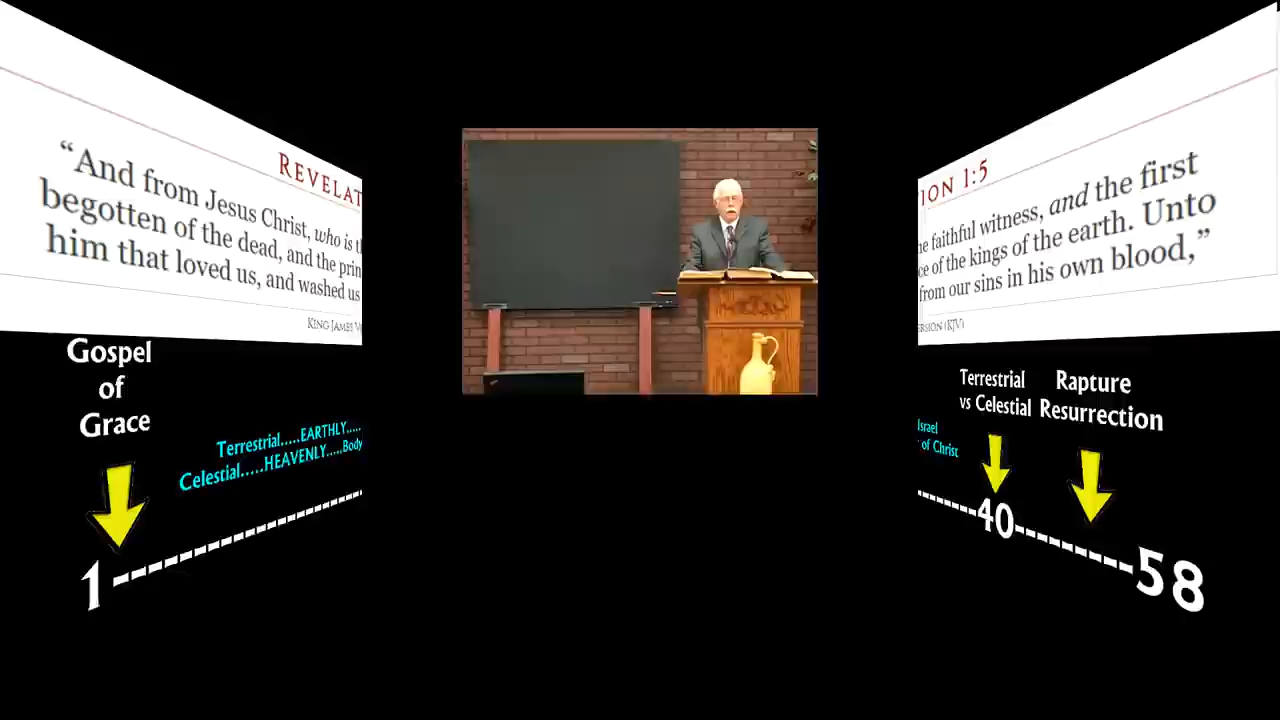 REVELAT
“And from Jesus Christ, who is t
begotten of the dead, and the prin
him that loved us, and washed us
KING JAMES V
Gospel
of
Grace
Terrestrial.....EARTHLY.....
Celestial.....HEAVENLY.....Body
1
ION 1:5
he faithful witness, and the first
ce of the kings of the earth. Unto
from our sins in his own blood,”
ERSION (KJV)
Terrestrial
vs Celestial
Rapture
Resurrection
Israel
of Christ
40
58